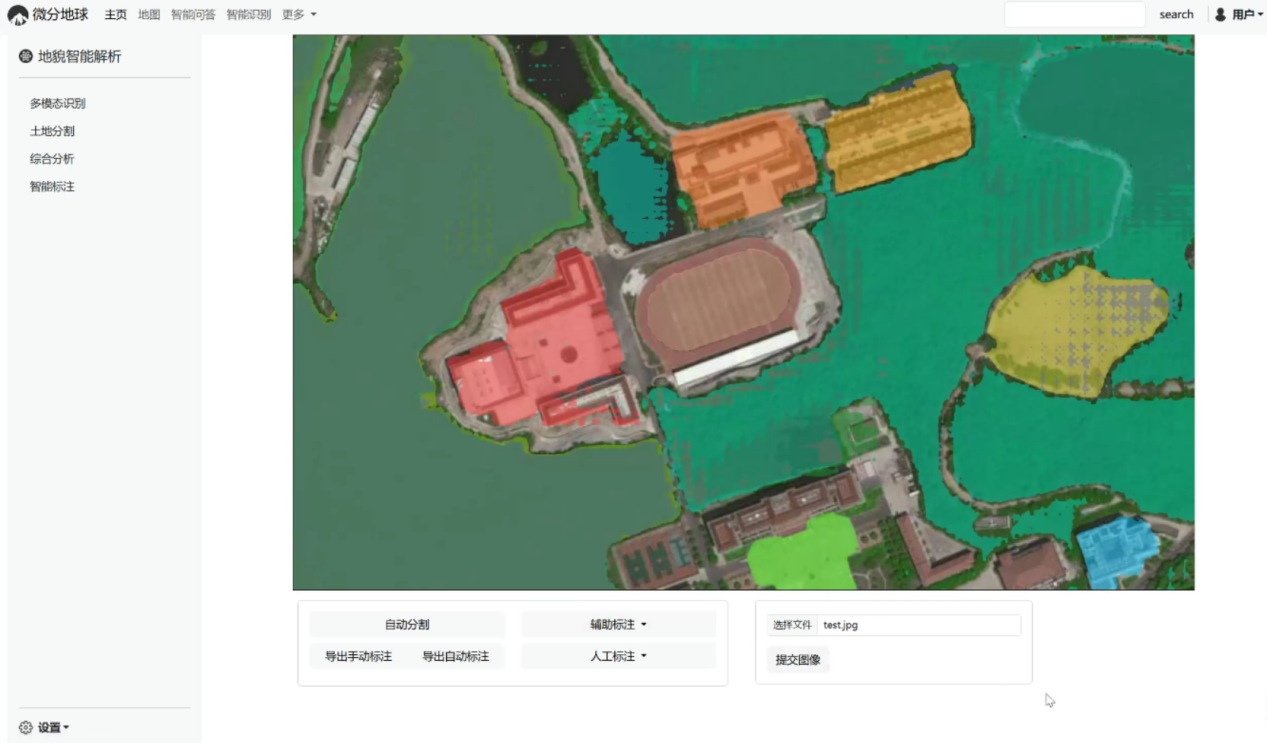 微分地球 主页 地图 智能问答 智能识别 更多 search 用户
地貌智能解析
多模态识别
土地分割
综合分析
智能标注
自动分割 辅助标注
导出手动标注 导出自动标注 人工标注
选择文件 test.jpg
提交图像
设置